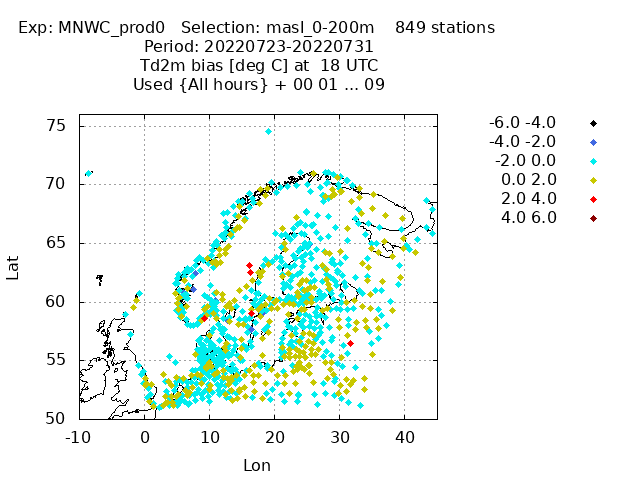 Exp: MNWC_prod0   Selection: masl_0-200m    849 stations
Period: 20220723-20220731
Td2m bias [deg C] at  18 UTC
Used {All hours} + 00 01 ... 09
-6.0 -4.0
-4.0 -2.0
-2.0 0.0
0.0 2.0
2.0 4.0
4.0 6.0
75
70
65
60
55
50
Lat
-10 0 10 20 30 40
Lon